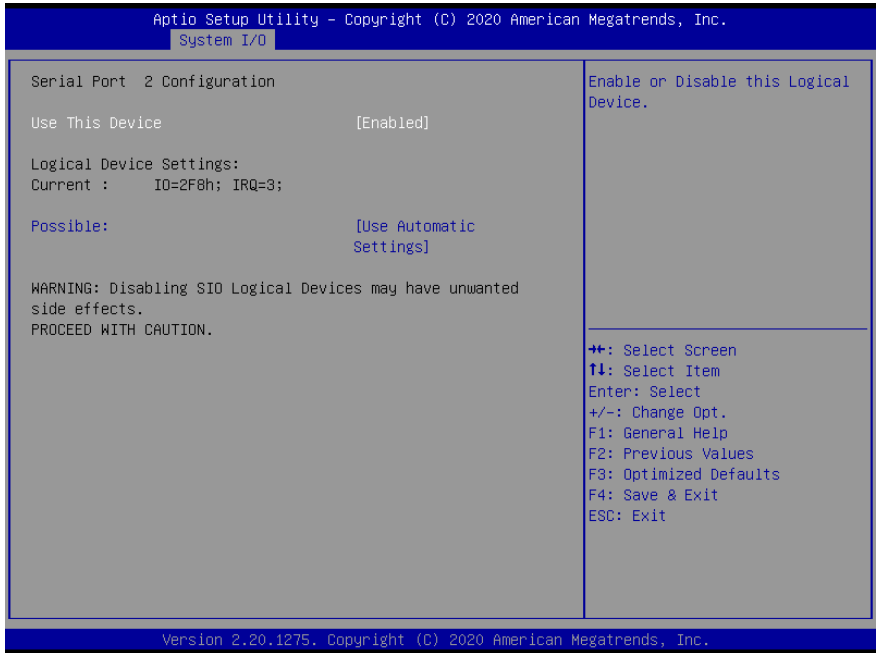 Aptio Setup Utility – Copyright (C) 2020 American Megatrends, Inc.
System I/O
Serial Port  2 Configuration
Use This Device [Enabled]
Logical Device Settings:
Current : IO=2F8h; IRQ=3;
Possible: [Use Automatic
Settings]
WARNING: Disabling SIO Logical Devices may have unwanted
side effects.
PROCEED WITH CAUTION.
Enable or Disable this Logical
Device.
→←: Select Screen
↑↓: Select Item
Enter: Select
+/-: Change Opt.
F1: General Help
F2: Previous Values
F3: Optimized Defaults
F4: Save & Exit
ESC: Exit
Version 2.20.1275. Copyright (C) 2020 American Megatrends, Inc.